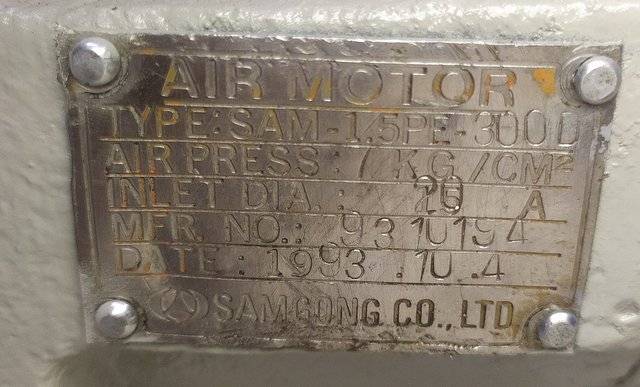 AIR MOTOR
TYPE: SAM-1.5PE-300D
AIR PRESS: 7 KG/CM²
INLET DIA.: 25 A
MFR. NO.: 9310194
DATE: 1993.10.4
SAMGONG CO., LTD